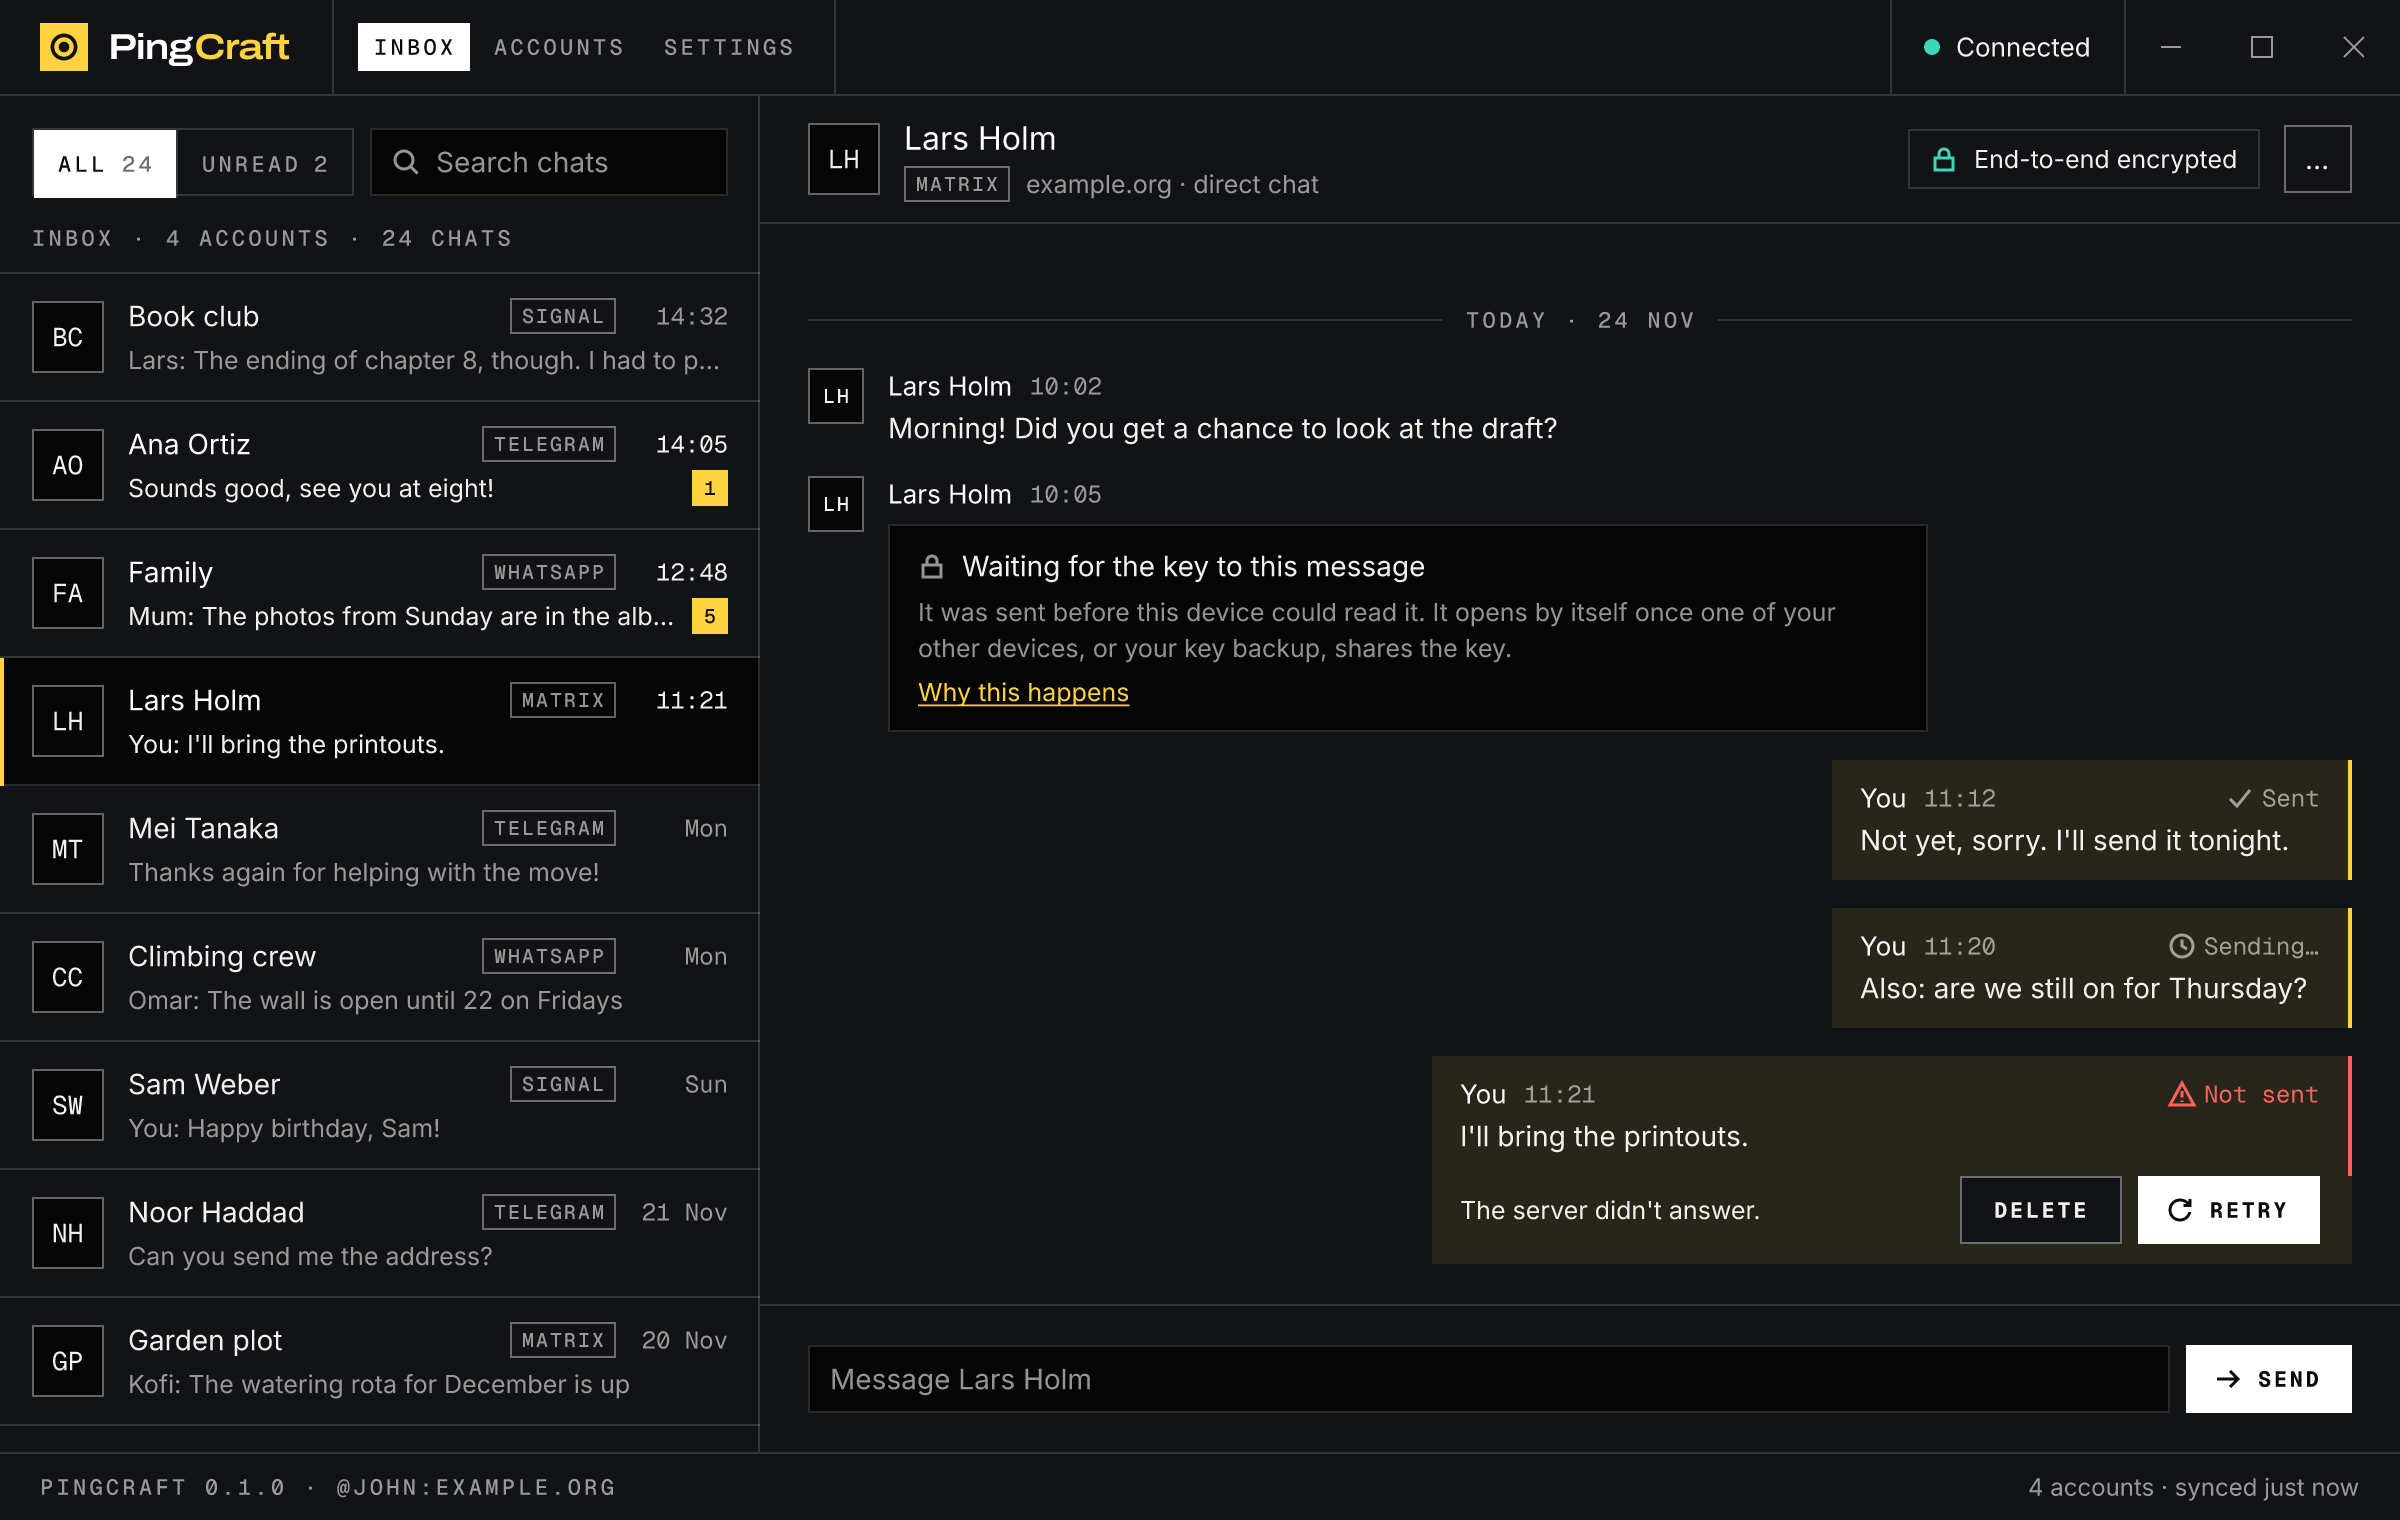 PingCraft
INBOX ACCOUNTS SETTINGS
Connected
ALL 24 UNREAD 2 Search chats
INBOX · 4 ACCOUNTS · 24 CHATS
BC Book club SIGNAL 14:32
Lars: The ending of chapter 8, though. I had to p...
AO Ana Ortiz TELEGRAM 14:05
Sounds good, see you at eight! 1
FA Family WHATSAPP 12:48
Mum: The photos from Sunday are in the alb... 5
LH Lars Holm MATRIX 11:21
You: I'll bring the printouts.
MT Mei Tanaka TELEGRAM Mon
Thanks again for helping with the move!
CC Climbing crew WHATSAPP Mon
Omar: The wall is open until 22 on Fridays
SW Sam Weber SIGNAL Sun
You: Happy birthday, Sam!
NH Noor Haddad TELEGRAM 21 Nov
Can you send me the address?
GP Garden plot MATRIX 20 Nov
Kofi: The watering rota for December is up
LH Lars Holm
MATRIX example.org · direct chat
End-to-end encrypted ...
TODAY · 24 NOV
LH Lars Holm 10:02
Morning! Did you get a chance to look at the draft?
LH Lars Holm 10:05
Waiting for the key to this message
It was sent before this device could read it. It opens by itself once one of your
other devices, or your key backup, shares the key.
Why this happens
You 11:12 Sent
Not yet, sorry. I'll send it tonight.
You 11:20 Sending…
Also: are we still on for Thursday?
You 11:21 Not sent
I'll bring the printouts.
The server didn't answer. DELETE RETRY
Message Lars Holm SEND
PINGCRAFT 0.1.0 · @JOHN:EXAMPLE.ORG
4 accounts · synced just now